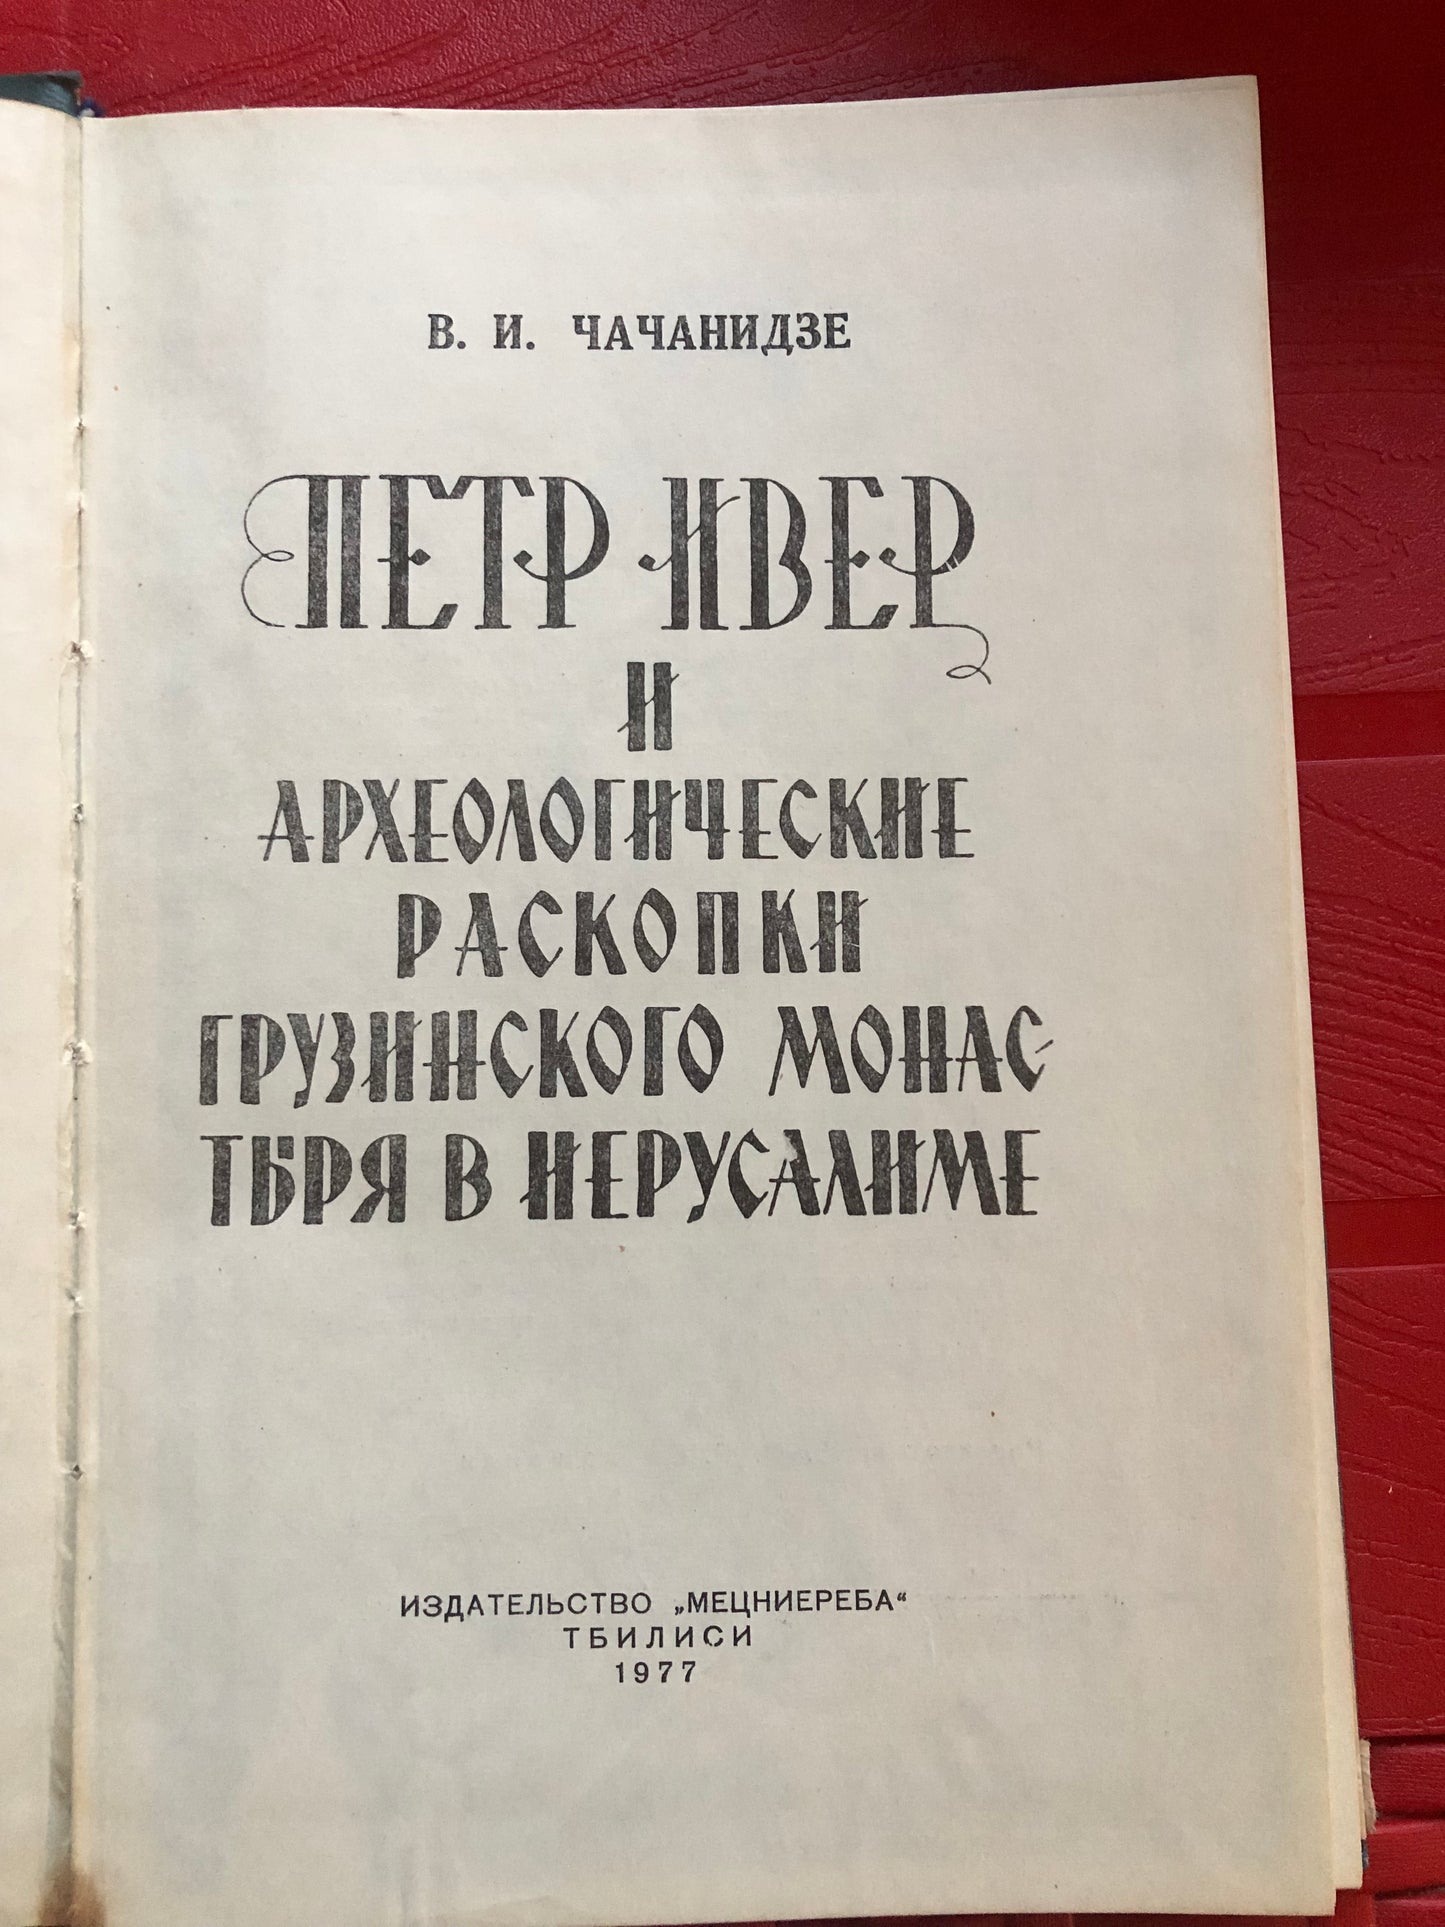 В. И. ЧАЧАНИДЗЕ
ПЕТР ИВЕР
И
АРХЕОЛОГИЧЕСКИЕ
РАСКОПКИ
ГРУЗИНСКОГО МОНАС-
ТЫРЯ В ИЕРУСАЛИМЕ
ИЗДАТЕЛЬСТВО „МЕЦНИЕРЕБА“
ТБИЛИСИ
1977